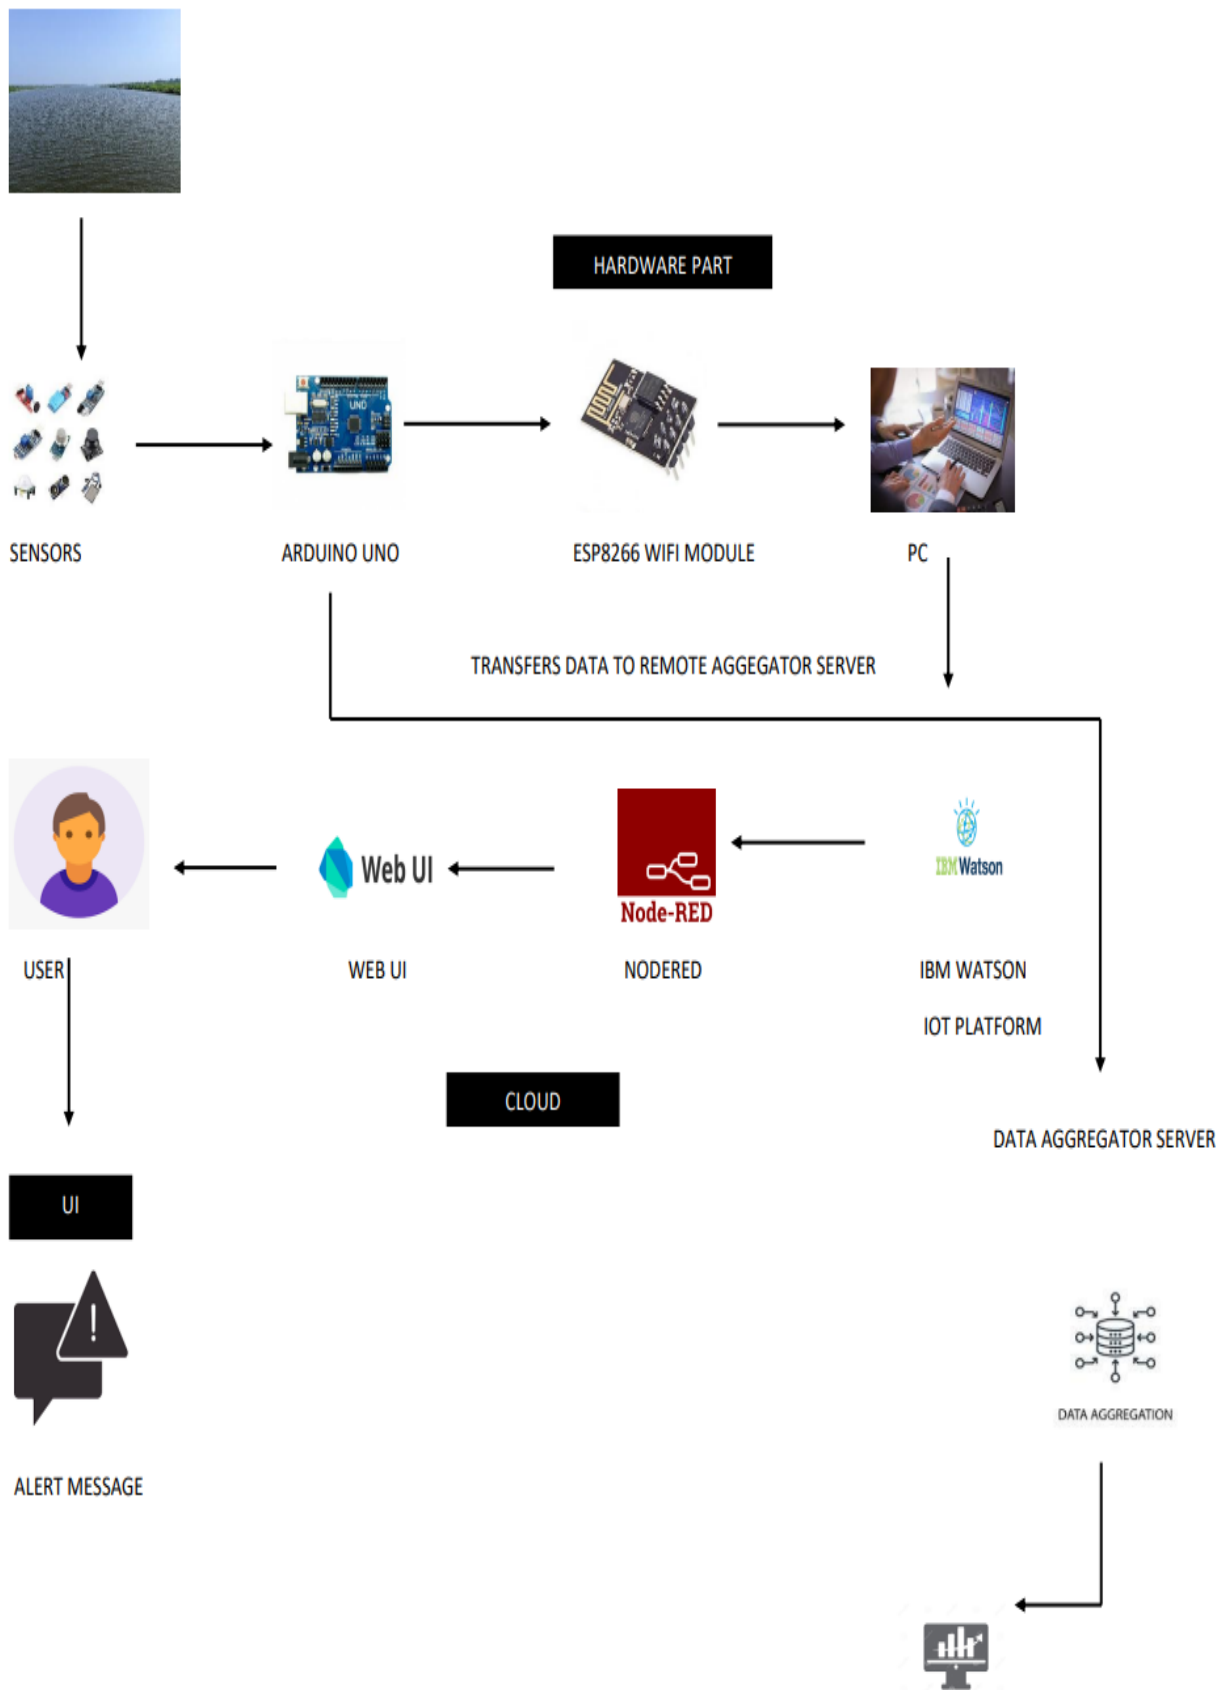 HARDWARE PART
UNO
SENSORS
ARDUINO UNO
ESP8266 WIFI MODULE
PC
TRANSFERS DATA TO REMOTE AGGEGATOR SERVER
Web UI
Node-RED
IBM Watson
USER
WEB UI
NODERED
IBM WATSON
IOT PLATFORM
CLOUD
DATA AGGREGATOR SERVER
UI
!
DATA AGGREGATION
ALERT MESSAGE